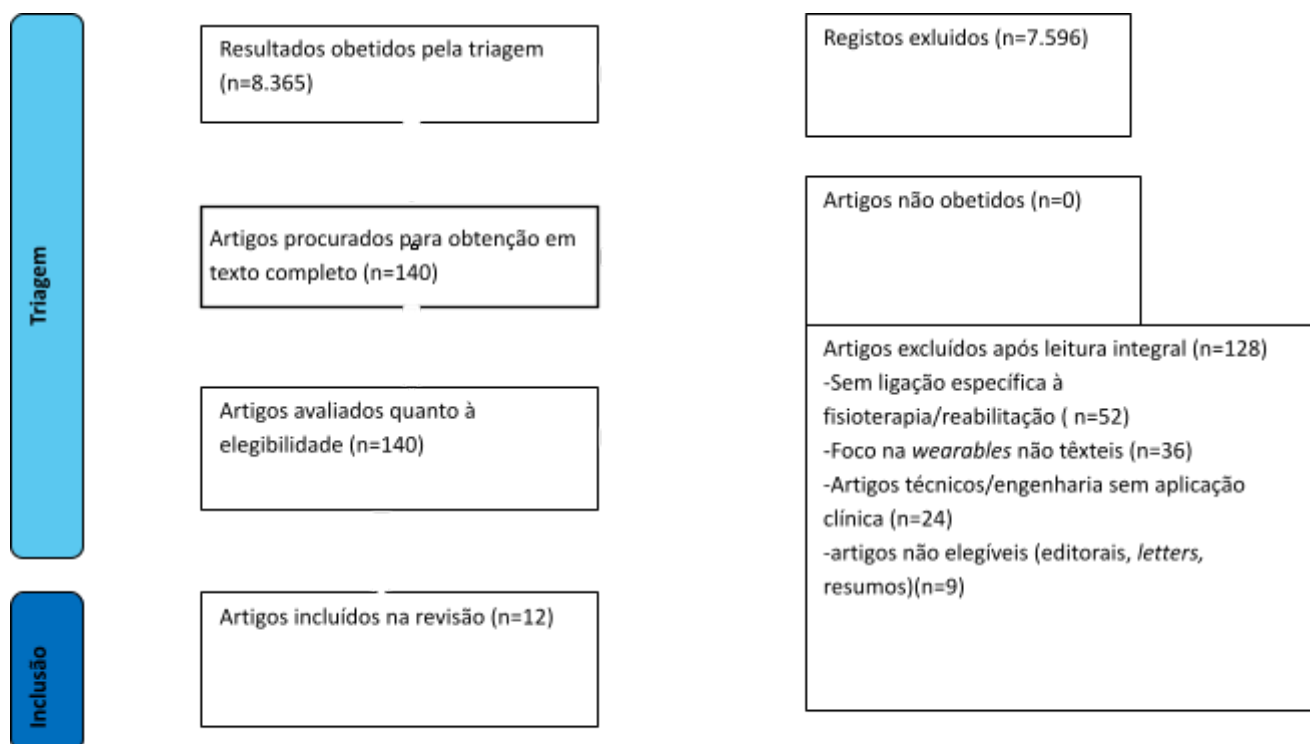 Triagem
Resultados obetidos pela triagem
(n=8.365)
Registos exluidos (n=7.596)
Artigos procurados para obtenção em
texto completo (n=140)
Artigos não obetidos (n=0)
Artigos avaliados quanto à
elegibilidade (n=140)
Artigos excluídos após leitura integral (n=128)
-Sem ligação específica à
fisioterapia/reabilitação ( n=52)
-Foco na wearables não têxteis (n=36)
-Artigos técnicos/engenharia sem aplicação
clínica (n=24)
-artigos não elegíveis (editorais, letters,
resumos)(n=9)
Inclusão
Artigos incluídos na revisão (n=12)